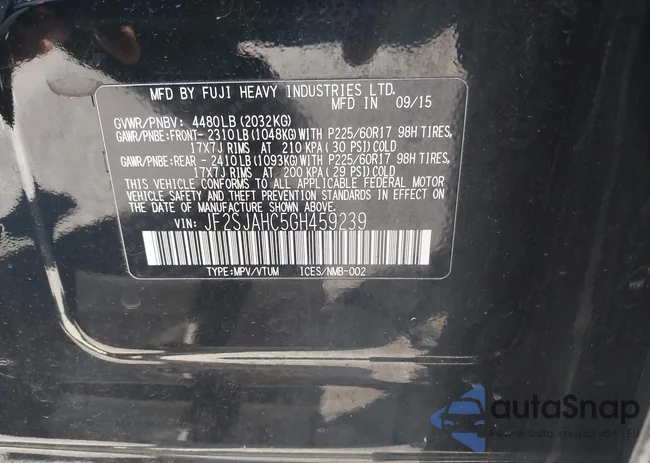 MFD BY FUJI HEAVY INDUSTRIES LTD.
MFD IN 09/15
GVWR/PNBV: 4480LB (2032KG)
GAWR/PNBE: FRONT- 2310LB (1048KG) WITH P225/60R17 98H TIRES,
17X7J RIMS AT 210 KPA (30 PSI) COLD
GAWR/PNBE: REAR - 2410LB (1093KG) WITH P225/60R17 98H TIRES,
17X7J RIMS AT 200 KPA (29 PSI) COLD
THIS VEHICLE CONFORMS TO ALL APPLICABLE FEDERAL MOTOR
VEHICLE SAFETY AND THEFT PREVENTION STANDARDS IN EFFECT ON
THE DATE OF MANUFACTURE SHOWN ABOVE.
VIN: JF2SJAHC5GH459239
TYPE:MPV/VTUM ICES/NMB-002
autoSnap